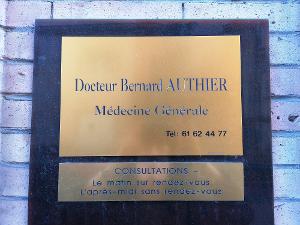 Docteur Bernard AUTHIER
Médecine Générale
Tel: 61 62 44 77
CONSULTATIONS -
Le matin sur rendez-vous
L'après-midi sans rendez-vous